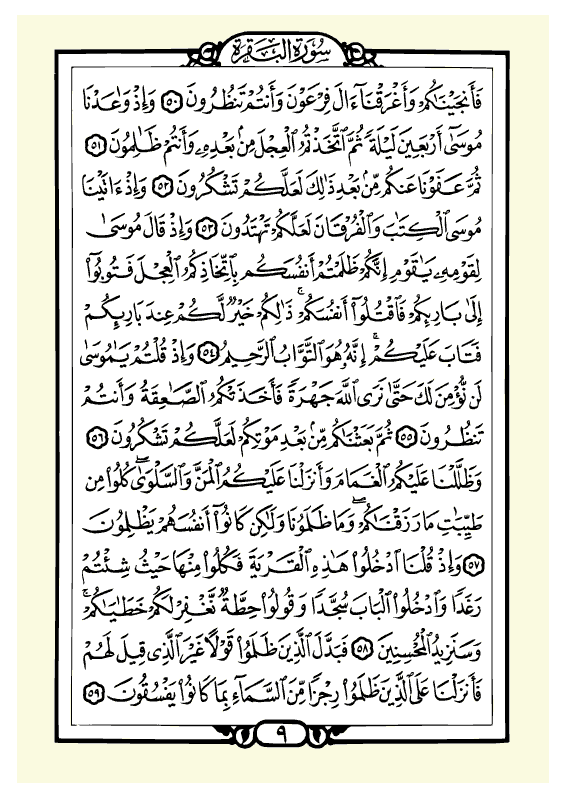 سُورَةُ الْبَقَرَةِ
فَأَنجَيْنَٰكُمْ وَأَغْرَقْنَآ ءَالَ فِرْعَوْنَ وَأَنتُمْ تَنظُرُونَ ٥٠ وَإِذْ وَٰعَدْنَا
مُوسَىٰٓ أَرْبَعِينَ لَيْلَةً ثُمَّ ٱتَّخَذْتُمُ ٱلْعِجْلَ مِنۢ بَعْدِهِۦ وَأَنتُمْ ظَٰلِمُونَ ٥١
ثُمَّ عَفَوْنَا عَنكُم مِّنۢ بَعْدِ ذَٰلِكَ لَعَلَّكُمْ تَشْكُرُونَ ٥٢ وَإِذْ ءَاتَيْنَا
مُوسَى ٱلْكِتَٰبَ وَٱلْفُرْقَانَ لَعَلَّكُمْ تَهْتَدُونَ ٥٣ وَإِذْ قَالَ مُوسَىٰ
لِقَوْمِهِۦ يَٰقَوْمِ إِنَّكُمْ ظَلَمْتُمْ أَنفُسَكُم بِٱتِّخَاذِكُمُ ٱلْعِجْلَ فَتُوبُوٓا۟
إِلَىٰ بَارِئِكُمْ فَٱقْتُلُوٓا۟ أَنفُسَكُمْ ۚ ذَٰلِكُمْ خَيْرٌ لَّكُمْ عِندَ بَارِئِكُمْ
فَتَابَ عَلَيْكُمْ ۚ إِنَّهُۥ هُوَ ٱلتَّوَّابُ ٱلرَّحِيمُ ٥٤ وَإِذْ قُلْتُمْ يَٰمُوسَىٰ
لَن نُّؤْمِنَ لَكَ حَتَّىٰ نَرَى ٱللَّهَ جَهْرَةً فَأَخَذَتْكُمُ ٱلصَّٰعِقَةُ وَأَنتُمْ
تَنظُرُونَ ٥٥ ثُمَّ بَعَثْنَٰكُم مِّنۢ بَعْدِ مَوْتِكُمْ لَعَلَّكُمْ تَشْكُرُونَ ٥٦
وَظَلَّلْنَا عَلَيْكُمُ ٱلْغَمَامَ وَأَنزَلْنَا عَلَيْكُمُ ٱلْمَنَّ وَٱلسَّلْوَىٰ ۖ كُلُوا۟ مِن
طَيِّبَٰتِ مَا رَزَقْنَٰكُمْ ۖ وَمَا ظَلَمُونَا وَلَٰكِن كَانُوٓا۟ أَنفُسَهُمْ يَظْلِمُونَ
٥٧ وَإِذْ قُلْنَا ٱدْخُلُوا۟ هَٰذِهِ ٱلْقَرْيَةَ فَكُلُوا۟ مِنْهَا حَيْثُ شِئْتُمْ
رَغَدًا وَٱدْخُلُوا۟ ٱلْبَابَ سُجَّدًا وَقُولُوا۟ حِطَّةٌ نَّغْفِرْ لَكُمْ خَطَٰيَٰكُمْ ۚ
وَسَنَزِيدُ ٱلْمُحْسِنِينَ ٥٨ فَبَدَّلَ ٱلَّذِينَ ظَلَمُوا۟ قَوْلًا غَيْرَ ٱلَّذِى قِيلَ لَهُمْ
فَأَنزَلْنَا عَلَى ٱلَّذِينَ ظَلَمُوا۟ رِجْزًا مِّنَ ٱلسَّمَآءِ بِمَا كَانُوا۟ يَفْسُقُونَ ٥٩
٩